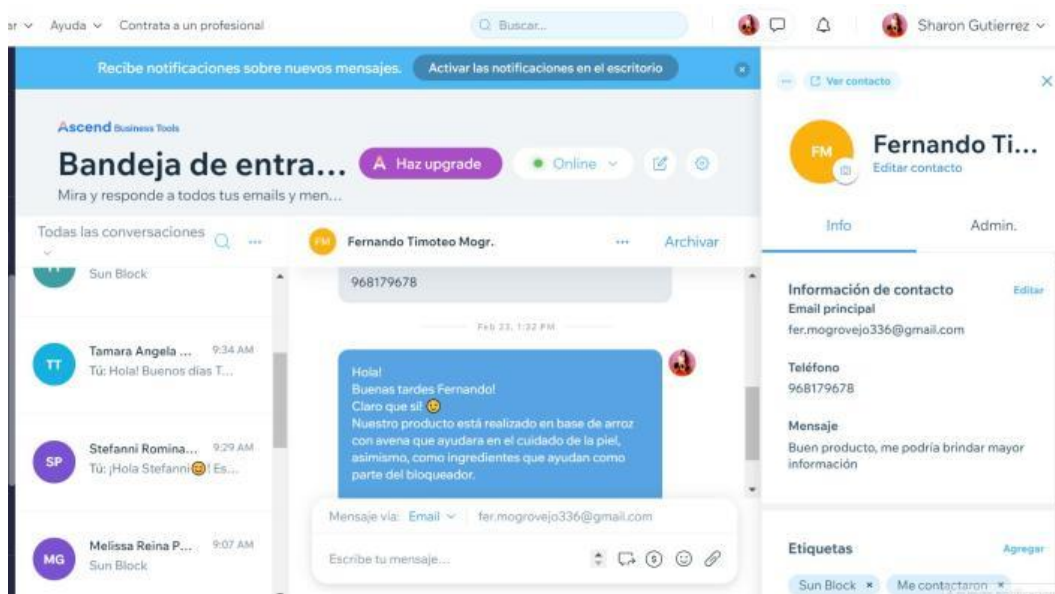 ar Ayuda Contrata a un profesional
Buscar...
Sharon Gutierrez
Recibe notificaciones sobre nuevos mensajes. Activar las notificaciones en el escritorio
Ascend Business Tools
Bandeja de entra...
A Haz upgrade
Online
Mira y responde a todos tus emails y men...
Todas las conversaciones
Sun Block
TT
Tamara Angela ... 9:34 AM
Tú: Hola! Buenos días T...
SP
Stefanni Romina... 9:29 AM
Tú: ¡Hola Stefanni😀! Es...
MG
Melissa Reina P... 9:07 AM
Sun Block
FM
Fernando Timoteo Mogr.
Archivar
968179678
Feb 23, 1:32 PM
Hola!
Buenas tardes Fernando!
Claro que si! 😉
Nuestro producto está realizado en base de arroz
con avena que ayudara en el cuidado de la piel,
asimismo, como ingredientes que ayudan como
parte del bloqueador.
Mensaje vía: Email fer.mogrovejo336@gmail.com
Escribe tu mensaje...
Ver contacto
FM
Fernando Ti...
Editar contacto
Info Admin.
Información de contacto Editar
Email principal
fer.mogrovejo336@gmail.com
Teléfono
968179678
Mensaje
Buen producto, me podría brindar mayor
información
Etiquetas Agregar
Sun Block × Me contactaron ×